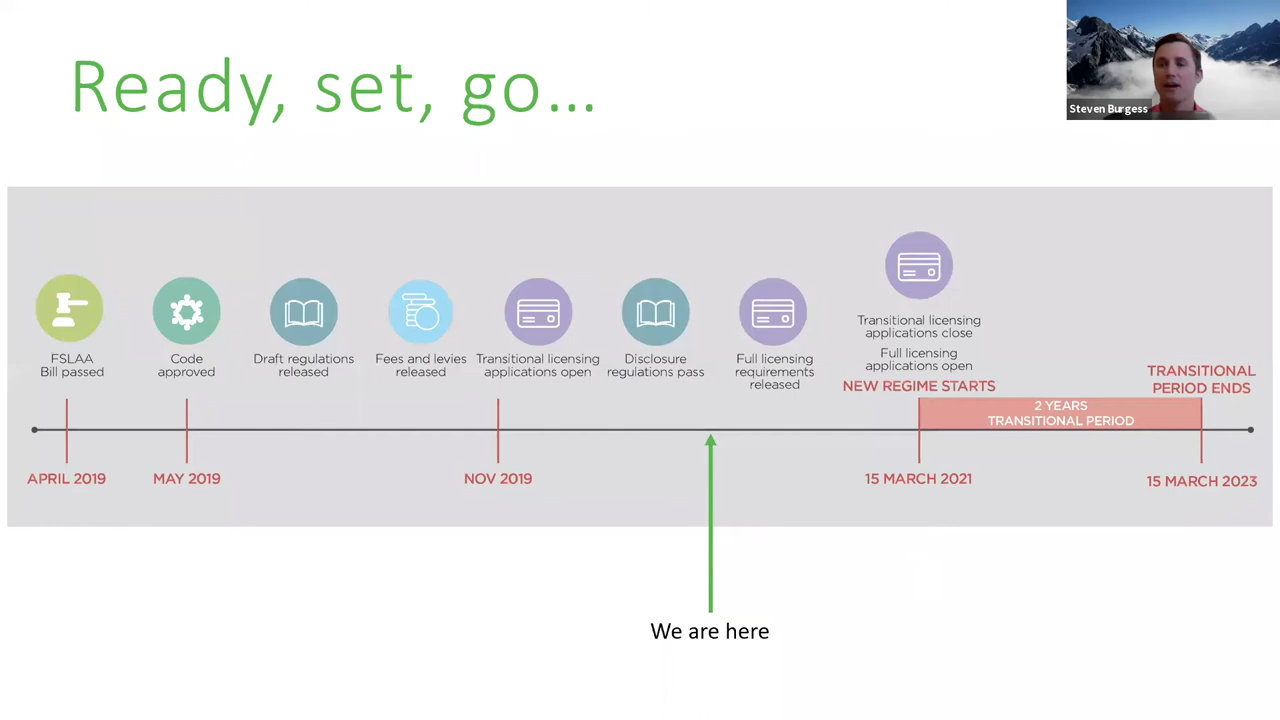 Ready, set, go...
Steven Burgess
FSLAA
Bill passed
Code
approved
Draft regulations
released
Fees and levies
released
Transitional licensing
applications open
Disclosure
regulations pass
Full licensing
requirements
released
Transitional licensing
applications close
Full licensing
applications open
NEW REGIME STARTS
TRANSITIONAL
PERIOD ENDS
2 YEARS
TRANSITIONAL PERIOD
APRIL 2019
MAY 2019
NOV 2019
15 MARCH 2021
15 MARCH 2023
We are here